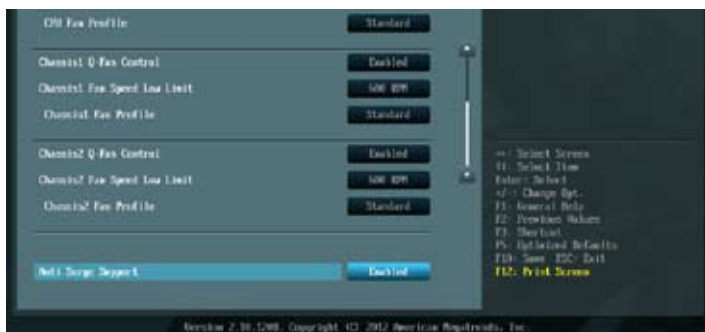 CPU Fan Profile Standard
Chassis1 Q-Fan Control Enabled
Chassis1 Fan Speed Low Limit 600 RPM
Chassis1 Fan Profile Standard
Chassis2 Q-Fan Control Enabled
Chassis2 Fan Speed Low Limit 600 RPM
Chassis2 Fan Profile Standard
Anti Surge Support Enabled
Select Screen
Select Item
Enter: Select
+/-: Change Opt.
F1: General Help
F2: Previous Values
F3: Shortcut
F5: Optimized Defaults
F10: Save ESC: Exit
F12: Print Screen
Version 2.10.1208. Copyright (C) 2012 American Megatrends, Inc.